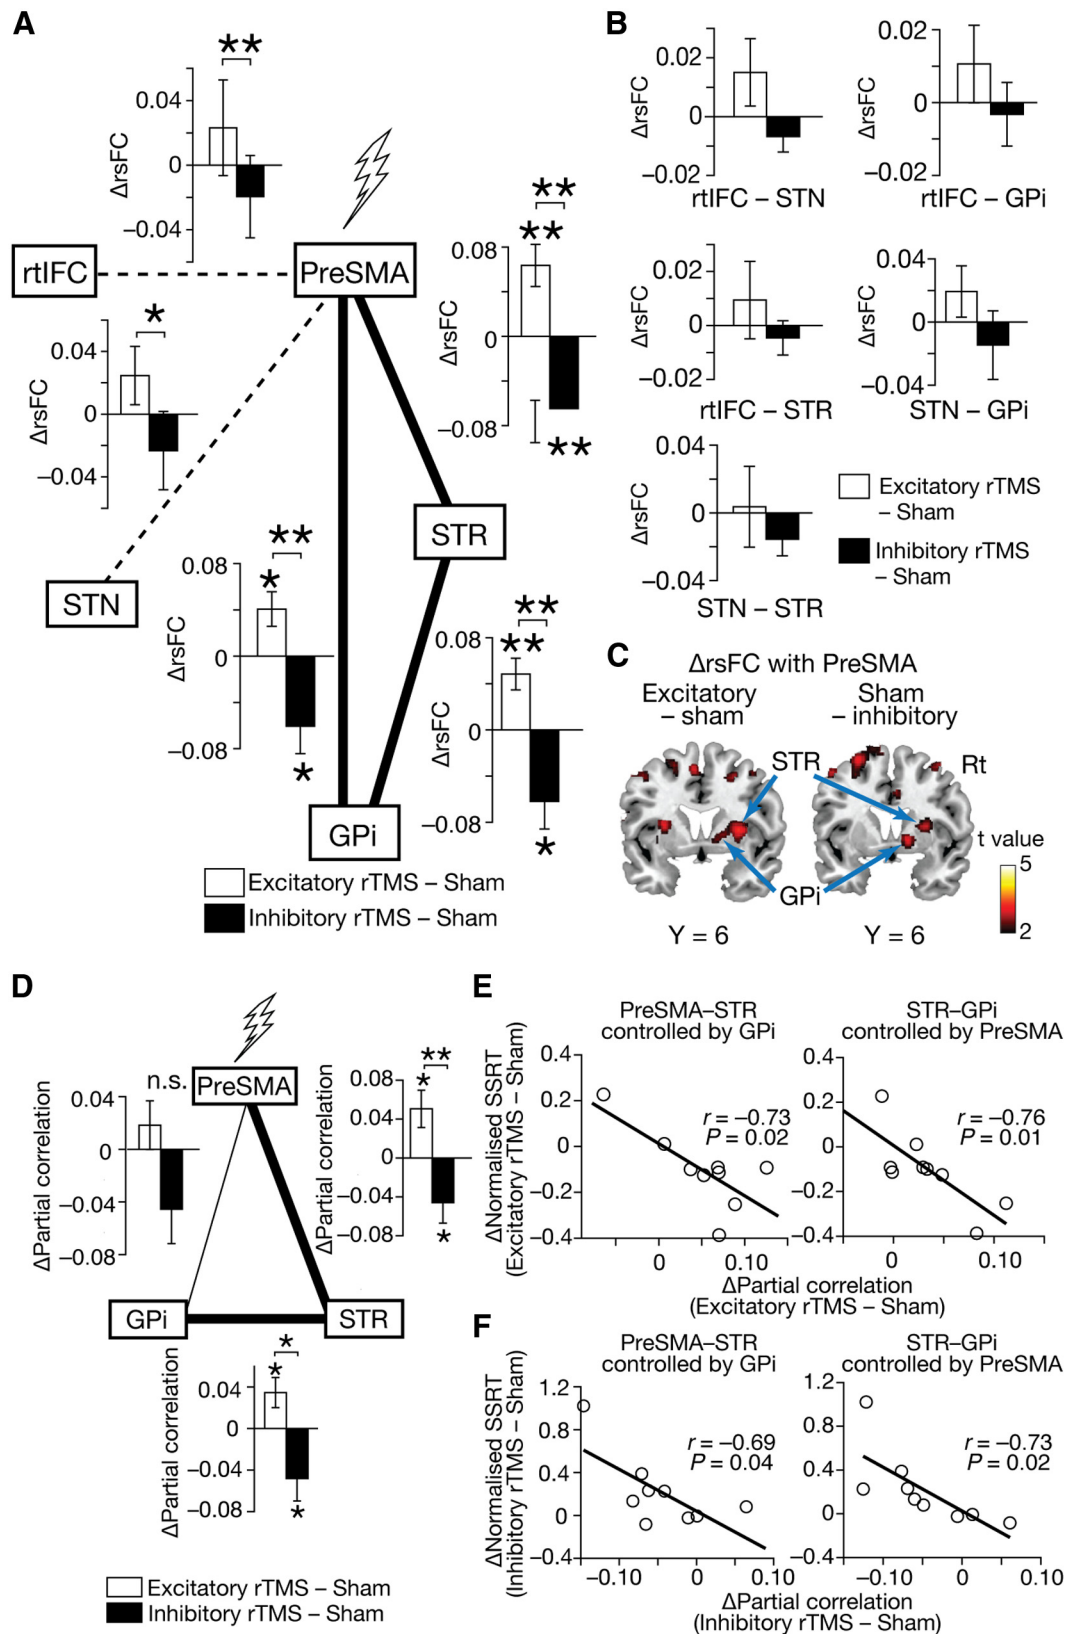 A
**
0.04
0
−0.04
ΔrsFC
rtIFC
PreSMA
*
0.04
0
−0.04
ΔrsFC
**
**
0.08
0
−0.08
ΔrsFC
**
STR
STN
**
*
0.08
0
−0.08
ΔrsFC
*
**
**
0.08
0
−0.08
ΔrsFC
*
GPi
Excitatory rTMS – Sham
Inhibitory rTMS – Sham
B
0.02
0
−0.02
ΔrsFC
rtIFC – STN
0.02
0
−0.02
ΔrsFC
rtIFC – GPi
0.02
0
−0.02
ΔrsFC
rtIFC – STR
0.04
0
−0.04
ΔrsFC
STN – GPi
0.04
0
−0.04
ΔrsFC
STN – STR
Excitatory rTMS
– Sham
Inhibitory rTMS
– Sham
C
ΔrsFC with PreSMA
Excitatory
– sham
Sham
– inhibitory
STR
Rt
GPi
t value
5
2
Y = 6
Y = 6
D
PreSMA
n.s.
0.04
0
−0.04
−0.08
ΔPartial correlation
**
*
0.08
0.04
0
−0.04
−0.08
ΔPartial correlation
*
GPi
STR
*
*
0.04
0
−0.04
−0.08
ΔPartial correlation
*
Excitatory rTMS – Sham
Inhibitory rTMS – Sham
E
PreSMA–STR
controlled by GPi
STR–GPi
controlled by PreSMA
ΔNormalised SSRT
(Excitatory rTMS – Sham)
0.4
0.2
0
−0.2
−0.4
r = −0.73
P = 0.02
0
0.10
0.4
0.2
0
−0.2
−0.4
r = −0.76
P = 0.01
0
0.10
ΔPartial correlation
(Excitatory rTMS – Sham)
F
PreSMA–STR
controlled by GPi
STR–GPi
controlled by PreSMA
ΔNormalised SSRT
(Inhibitory rTMS – Sham)
1.2
0.8
0.4
0
−0.4
r = −0.69
P = 0.04
−0.10
0
0.10
1.2
0.8
0.4
0
−0.4
r = −0.73
P = 0.02
−0.10
0
0.10
ΔPartial correlation
(Inhibitory rTMS – Sham)